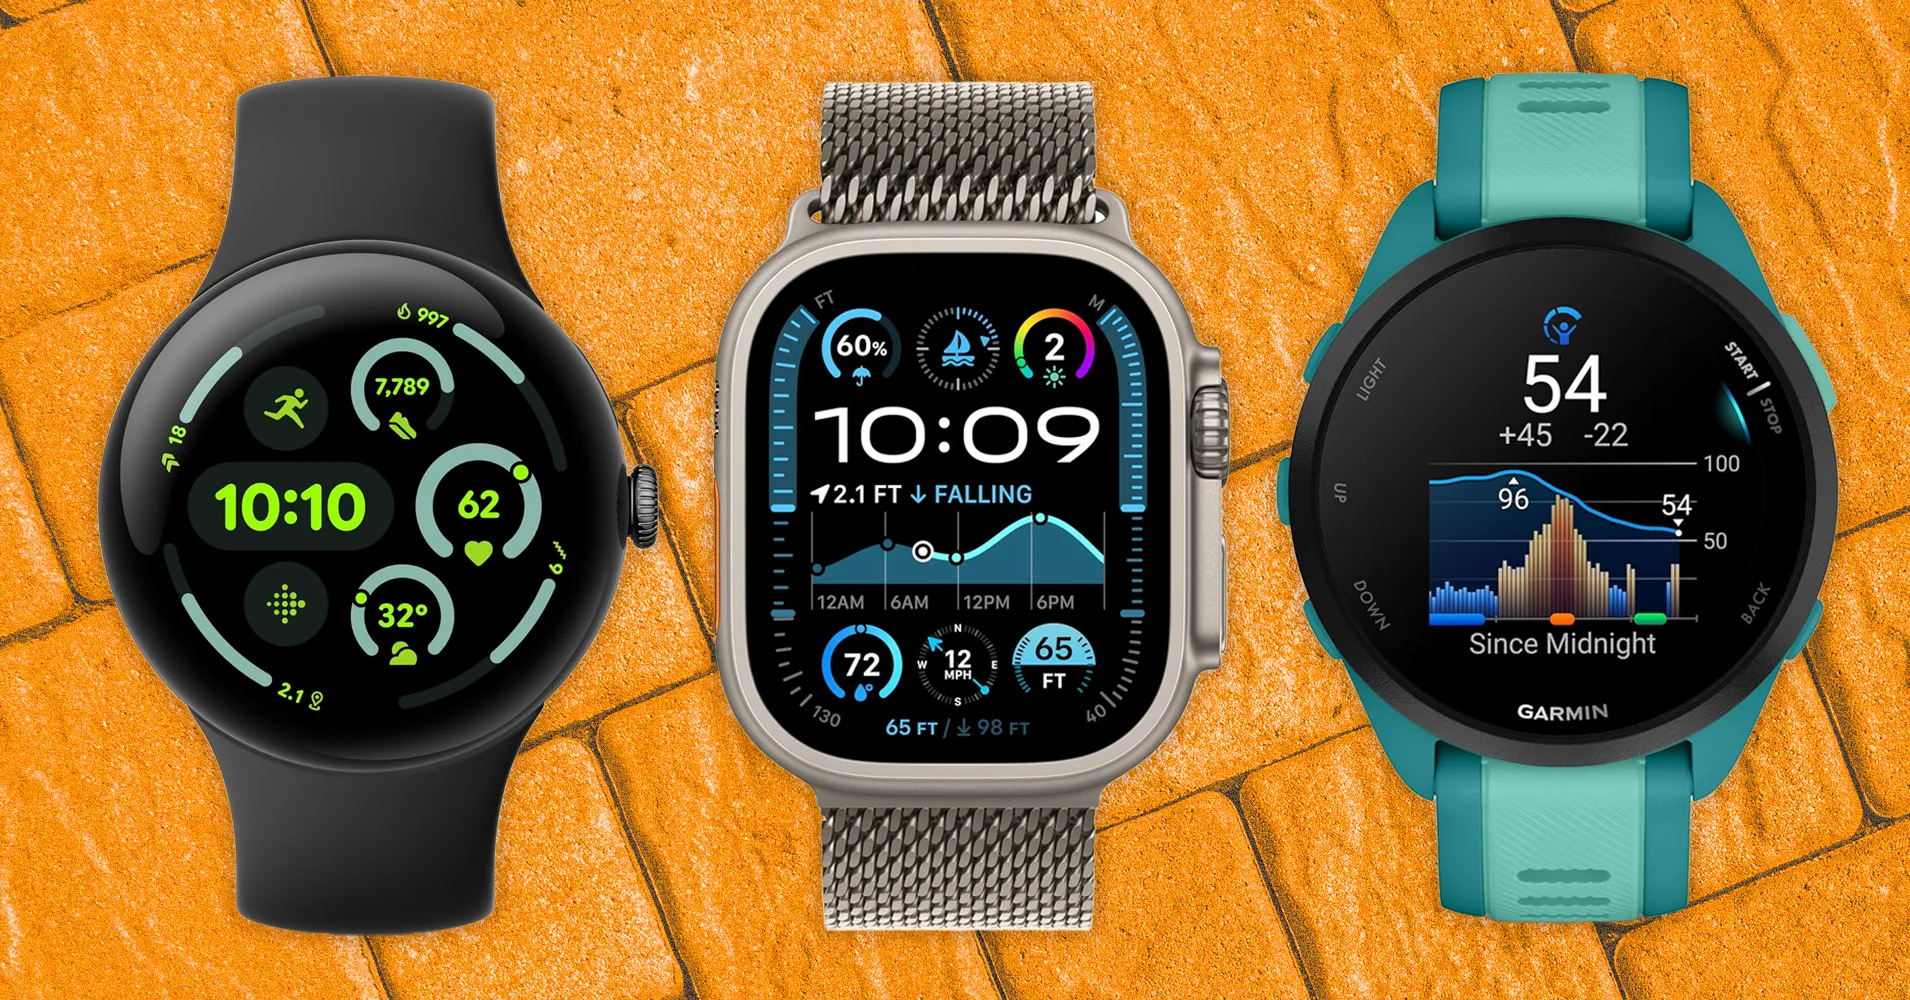 997
7,789
18
10:10
62
6
32°
2.1
FT
M
60%
2
10:09
2.1 FT ↓ FALLING
12AM
6AM
12PM
6PM
72
N
W
12
MPH
E
S
65
FT
130
40
65 FT / 98 FT
LIGHT
START
STOP
UP
DOWN
BACK
54
+45 -22
100
96
54
50
Since Midnight
GARMIN